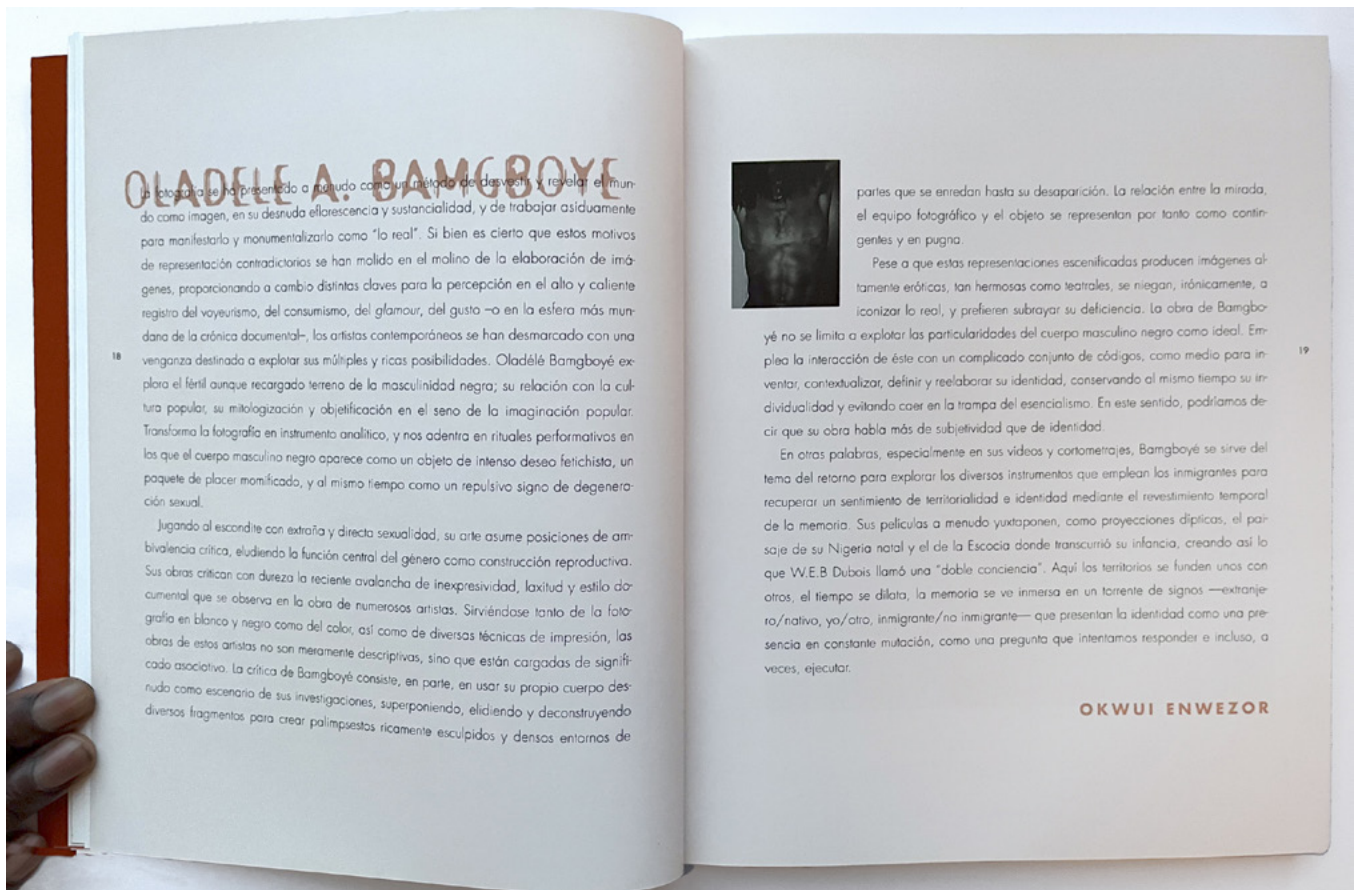 OLADELE A. BAMGBOYE
La fotografía se ha presentado a menudo como un método de desvestir y revelar el mun-
do como imagen, en su desnuda eflorescencia y sustancialidad, y de trabajar asiduamente
para manifestarlo y monumentalizarlo como "lo real". Si bien es cierto que estos motivos
de representación contradictorios se han molido en el molino de la elaboración de imá-
genes, proporcionando a cambio distintas claves para la percepción en el alto y caliente
registro del voyeurismo, del consumismo, del glamour, del gusto –o en la esfera más mun-
dana de la crónica documental–, los artistas contemporáneos se han desmarcado con una
18
venganza destinada a explotar sus múltiples y ricas posibilidades. Oladélé Bamgboyé ex-
plora el fértil aunque recargado terreno de la masculinidad negra; su relación con la cul-
tura popular, su mitologización y objetificación en el seno de la imaginación popular.
Transforma la fotografía en instrumento analítico, y nos adentra en rituales performativos en
los que el cuerpo masculino negro aparece como un objeto de intenso deseo fetichista, un
paquete de placer momificado, y al mismo tiempo como un repulsivo signo de degenera-
ción sexual.
Jugando al escondite con extraña y directa sexualidad, su arte asume posiciones de am-
bivalencia crítica, eludiendo la función central del género como construcción reproductiva.
Sus obras critican con dureza la reciente avalancha de inexpresividad, laxitud y estilo do-
cumental que se observa en la obra de numerosos artistas. Sirviéndose tanto de la foto-
grafía en blanco y negro como del color, así como de diversas técnicas de impresión, las
obras de estos artistas no son meramente descriptivas, sino que están cargadas de signifi-
cado asociativo. La crítica de Bamgboyé consiste, en parte, en usar su propio cuerpo des-
nudo como escenario de sus investigaciones, superponiendo, elidiendo y deconstruyendo
diversos fragmentos para crear palimpsestos ricamente esculpidos y densos entornos de
partes que se enredan hasta su desaparición. La relación entre la mirada,
el equipo fotográfico y el objeto se representan por tanto como contin-
gentes y en pugna.
Pese a que estas representaciones escenificadas producen imágenes al-
tamente eróticas, tan hermosas como teatrales, se niegan, irónicamente, a
iconizar lo real, y prefieren subrayar su deficiencia. La obra de Bamgbo-
yé no se limita a explotar las particularidades del cuerpo masculino negro como ideal. Em-
plea la interacción de éste con un complicado conjunto de códigos, como medio para in-
19
ventar, contextualizar, definir y reelaborar su identidad, conservando al mismo tiempo su in-
dividualidad y evitando caer en la trampa del esencialismo. En este sentido, podríamos de-
cir que su obra habla más de subjetividad que de identidad.
En otras palabras, especialmente en sus videos y cortometrajes, Bamgboyé se sirve del
tema del retorno para explorar los diversos instrumentos que emplean los inmigrantes para
recuperar un sentimiento de territorialidad e identidad mediante el revestimiento temporal
de la memoria. Sus películas a menudo yuxtaponen, como proyecciones dípticas, el pai-
saje de su Nigeria natal y el de la Escocia donde transcurrió su infancia, creando así lo
que W.E.B Dubois llamó una "doble conciencia". Aquí los territorios se funden unos con
otros, el tiempo se dilata, la memoria se ve inmersa en un torrente de signos —extranje-
ro/nativo, yo/otro, inmigrante/no inmigrante— que presentan la identidad como una pre-
sencia en constante mutación, como una pregunta que intentamos responder e incluso, a
veces, ejecutar.
OKWUI ENWEZOR